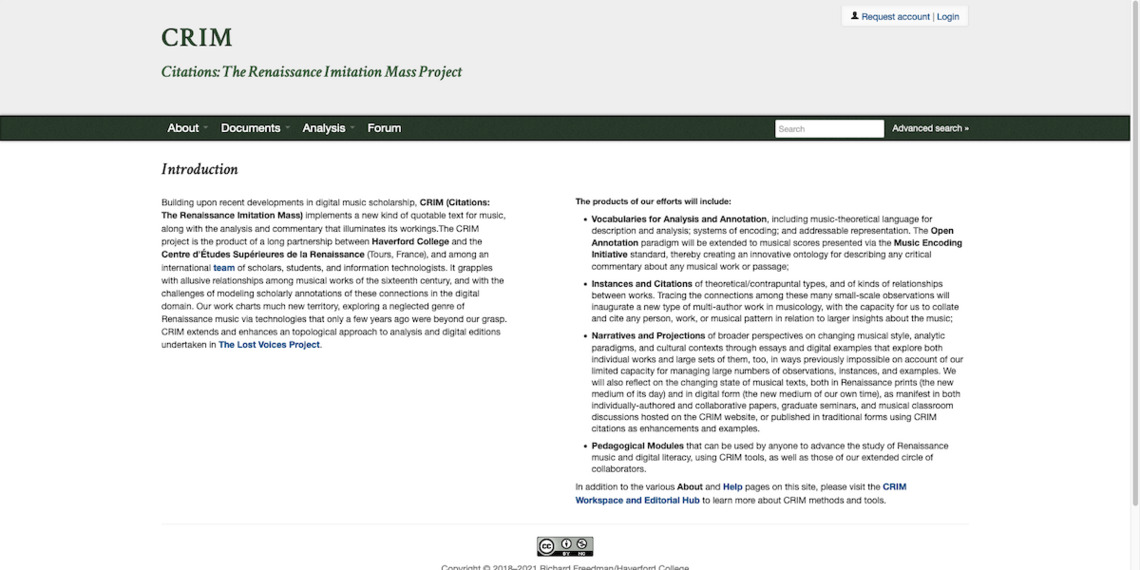 Request account | Login
CRIM
Citations: The Renaissance Imitation Mass Project
About Documents Analysis Forum Search Advanced search »
Introduction
Building upon recent developments in digital music scholarship, CRIM (Citations:
The Renaissance Imitation Mass) implements a new kind of quotable text for music,
along with the analysis and commentary that illuminates its workings.The CRIM
project is the product of a long partnership between Haverford College and the
Centre d'Études Supérieures de la Renaissance (Tours, France), and among an
international team of scholars, students, and information technologists. It grapples
with allusive relationships among musical works of the sixteenth century, and with the
challenges of modeling scholarly annotations of these connections in the digital
domain. Our work charts much new territory, exploring a neglected genre of
Renaissance music via technologies that only a few years ago were beyond our grasp.
CRIM extends and enhances an topological approach to analysis and digital editions
undertaken in The Lost Voices Project.
The products of our efforts will include:
• Vocabularies for Analysis and Annotation, including music-theoretical language for
description and analysis; systems of encoding; and addressable representation. The Open
Annotation paradigm will be extended to musical scores presented via the Music Encoding
Initiative standard, thereby creating an innovative ontology for describing any critical
commentary about any musical work or passage;
• Instances and Citations of theoretical/contrapuntal types, and of kinds of relationships
between works. Tracing the connections among these many small-scale observations will
inaugurate a new type of multi-author work in musicology, with the capacity for us to collate
and cite any person, work, or musical pattern in relation to larger insights about the music;
• Narratives and Projections of broader perspectives on changing musical style, analytic
paradigms, and cultural contexts through essays and digital examples that explore both
individual works and large sets of them, too, in ways previously impossible on account of our
limited capacity for managing large numbers of observations, instances, and examples. We
will also reflect on the changing state of musical texts, both in Renaissance prints (the new
medium of its day) and in digital form (the new medium of our own time), as manifest in both
individually-authored and collaborative papers, graduate seminars, and musical classroom
discussions hosted on the CRIM website, or published in traditional forms using CRIM
citations as enhancements and examples.
• Pedagogical Modules that can be used by anyone to advance the study of Renaissance
music and digital literacy, using CRIM tools, as well as those of our extended circle of
collaborators.
In addition to the various About and Help pages on this site, please visit the CRIM
Workspace and Editorial Hub to learn more about CRIM methods and tools.
CC BY NC
Copyright © 2018–2021 Richard Freedman/Haverford College